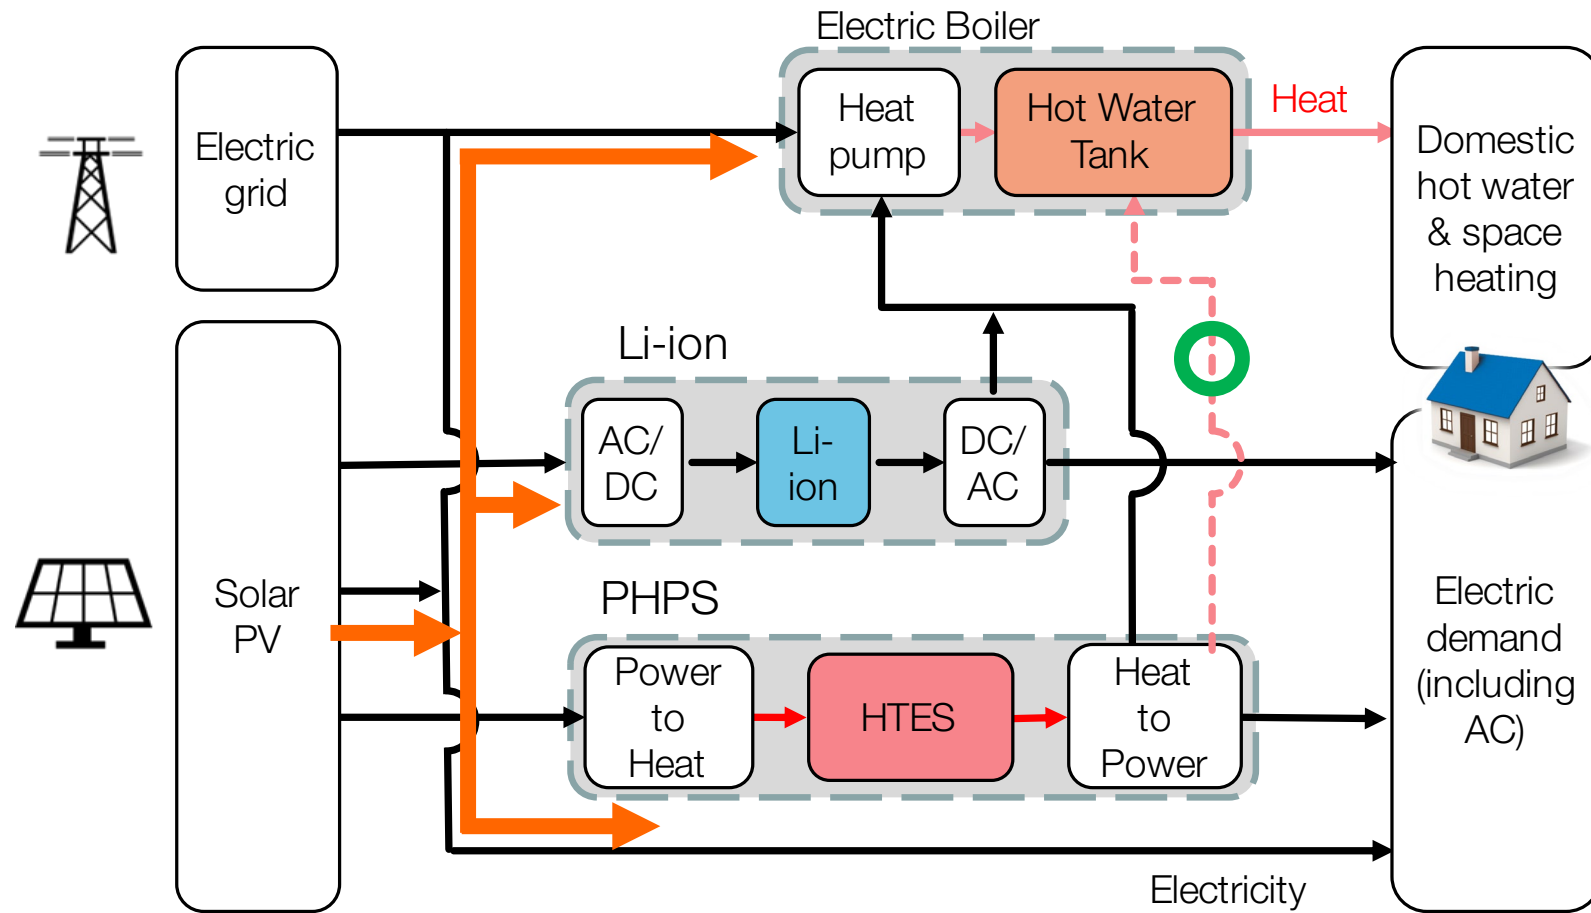 Electric Boiler
Electric
grid
Heat
pump
Hot Water
Tank
Heat
Domestic
hot water
& space
heating
Li-ion
AC/
DC
Li-
ion
DC/
AC
Solar
PV
PHPS
Power
to
Heat
HTES
Heat
to
Power
Electric
demand
(including
AC)
Electricity